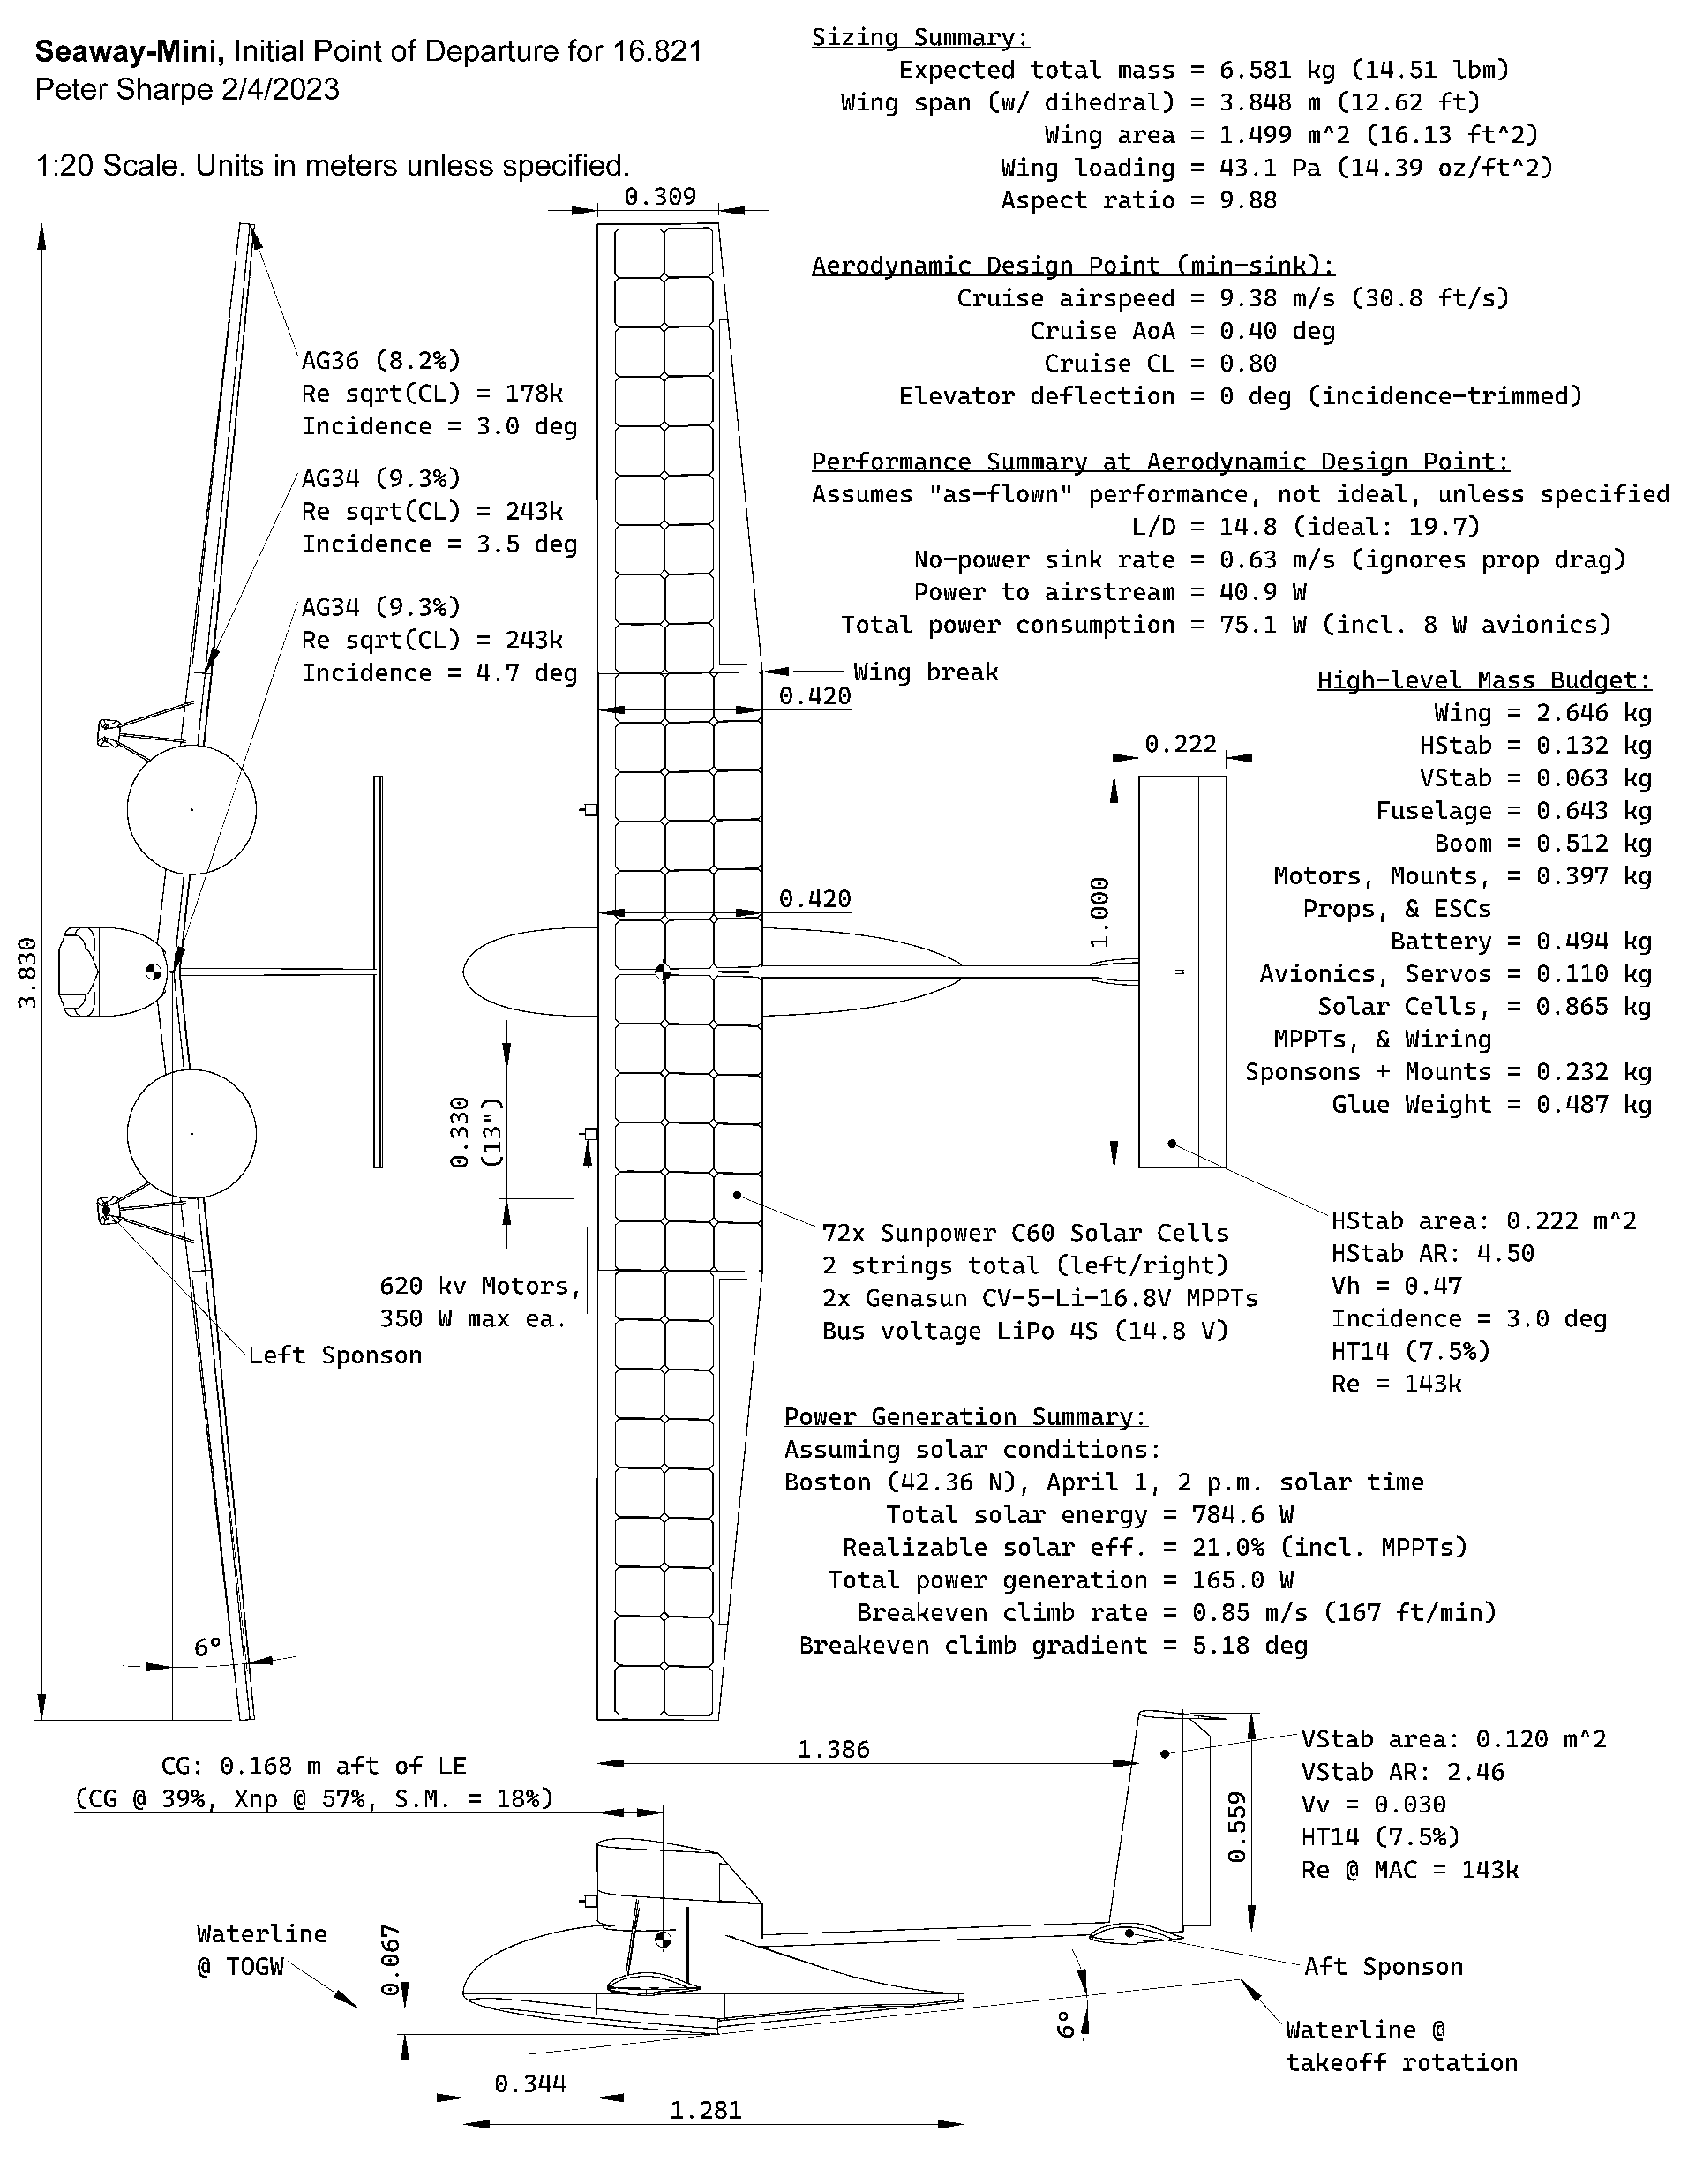 Seaway-Mini, Initial Point of Departure for 16.821
Peter Sharpe 2/4/2023
1:20 Scale. Units in meters unless specified.
Sizing Summary:
Expected total mass = 6.581 kg (14.51 lbm)
Wing span (w/ dihedral) = 3.848 m (12.62 ft)
Wing area = 1.499 m^2 (16.13 ft^2)
Wing loading = 43.1 Pa (14.39 oz/ft^2)
Aspect ratio = 9.88
Aerodynamic Design Point (min-sink):
Cruise airspeed = 9.38 m/s (30.8 ft/s)
Cruise AoA = 0.40 deg
Cruise CL = 0.80
Elevator deflection = 0 deg (incidence-trimmed)
Performance Summary at Aerodynamic Design Point:
Assumes "as-flown" performance, not ideal, unless specified
L/D = 14.8 (ideal: 19.7)
No-power sink rate = 0.63 m/s (ignores prop drag)
Power to airstream = 40.9 W
Total power consumption = 75.1 W (incl. 8 W avionics)
High-level Mass Budget:
Wing = 2.646 kg
HStab = 0.132 kg
VStab = 0.063 kg
Fuselage = 0.643 kg
Boom = 0.512 kg
Motors, Mounts, = 0.397 kg
Props, & ESCs
Battery = 0.494 kg
Avionics, Servos = 0.110 kg
Solar Cells, = 0.865 kg
MPPTs, & Wiring
Sponsons + Mounts = 0.232 kg
Glue Weight = 0.487 kg
0.309
AG36 (8.2%)
Re sqrt(CL) = 178k
Incidence = 3.0 deg
AG34 (9.3%)
Re sqrt(CL) = 243k
Incidence = 3.5 deg
AG34 (9.3%)
Re sqrt(CL) = 243k
Incidence = 4.7 deg
Wing break
0.420
0.420
0.222
1.000
3.830
0.330
(13")
620 kv Motors,
350 W max ea.
Left Sponson
72x Sunpower C60 Solar Cells
2 strings total (left/right)
2x Genasun CV-5-Li-16.8V MPPTs
Bus voltage LiPo 4S (14.8 V)
HStab area: 0.222 m^2
HStab AR: 4.50
Vh = 0.47
Incidence = 3.0 deg
HT14 (7.5%)
Re = 143k
Power Generation Summary:
Assuming solar conditions:
Boston (42.36 N), April 1, 2 p.m. solar time
Total solar energy = 784.6 W
Realizable solar eff. = 21.0% (incl. MPPTs)
Total power generation = 165.0 W
Breakeven climb rate = 0.85 m/s (167 ft/min)
Breakeven climb gradient = 5.18 deg
6°
CG: 0.168 m aft of LE
(CG @ 39%, Xnp @ 57%, S.M. = 18%)
1.386
0.559
VStab area: 0.120 m^2
VStab AR: 2.46
Vv = 0.030
HT14 (7.5%)
Re @ MAC = 143k
Waterline
@ TOGW
0.067
Aft Sponson
6°
Waterline @
takeoff rotation
0.344
1.281